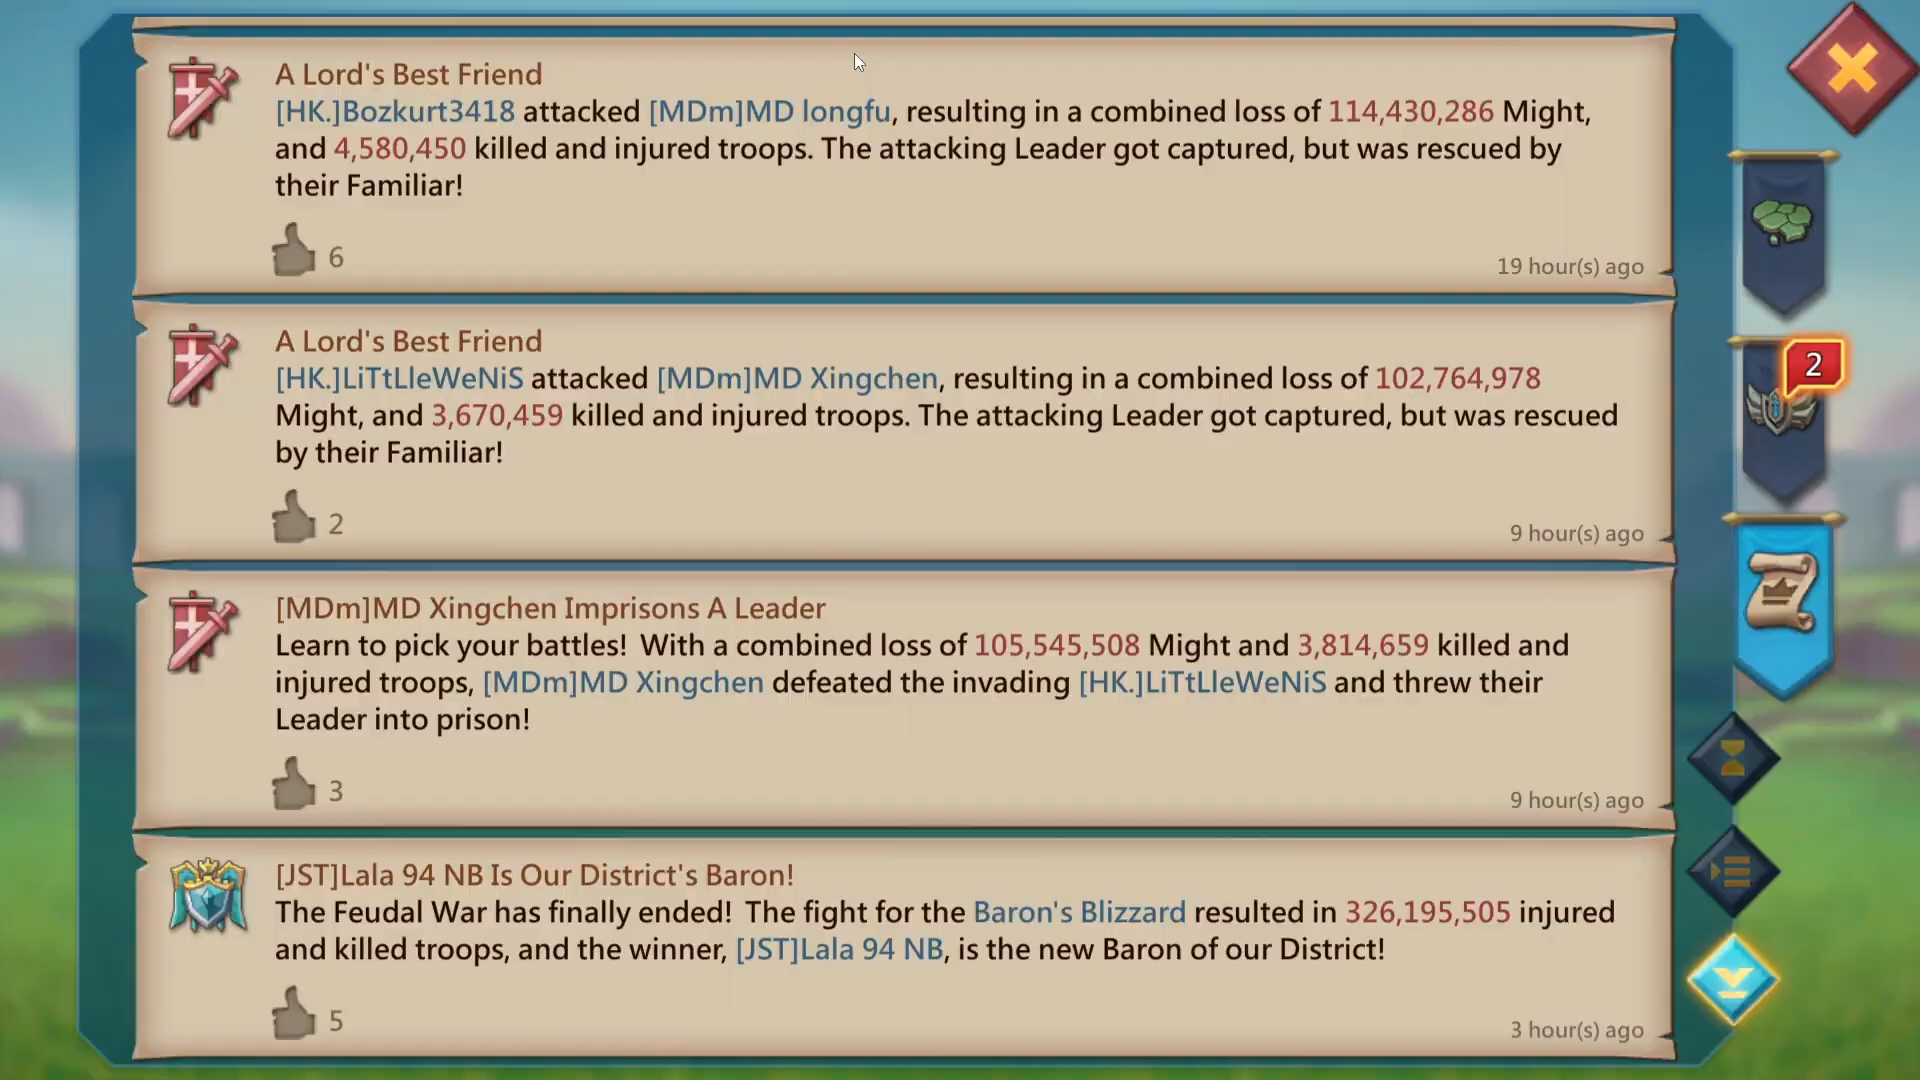 A Lord's Best Friend
[HK.]Bozkurt3418 attacked [MDm]MD longfu, resulting in a combined loss of 114,430,286 Might,
and 4,580,450 killed and injured troops. The attacking Leader got captured, but was rescued by
their Familiar!
6
19 hour(s) ago
A Lord's Best Friend
[HK.]LiTtLleWeNiS attacked [MDm]MD Xingchen, resulting in a combined loss of 102,764,978
Might, and 3,670,459 killed and injured troops. The attacking Leader got captured, but was rescued
by their Familiar!
2
9 hour(s) ago
2
[MDm]MD Xingchen Imprisons A Leader
Learn to pick your battles! With a combined loss of 105,545,508 Might and 3,814,659 killed and
injured troops, [MDm]MD Xingchen defeated the invading [HK.]LiTtLleWeNiS and threw their
Leader into prison!
3
9 hour(s) ago
[JST]Lala 94 NB Is Our District's Baron!
The Feudal War has finally ended! The fight for the Baron's Blizzard resulted in 326,195,505 injured
and killed troops, and the winner, [JST]Lala 94 NB, is the new Baron of our District!
5
3 hour(s) ago